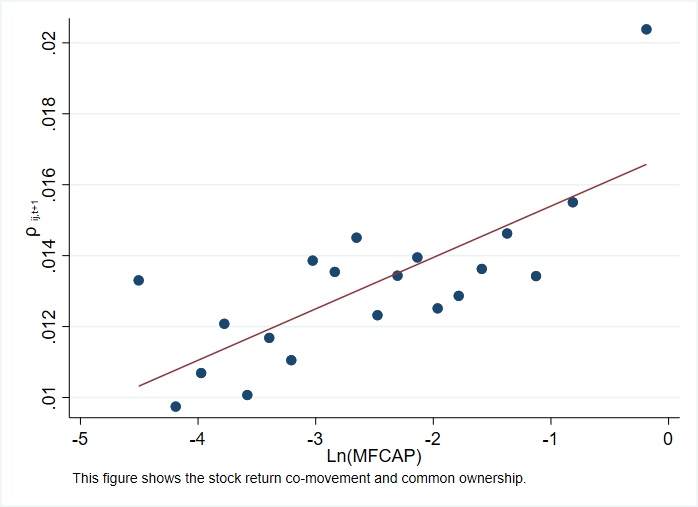 .02
.018
.016
.014
.012
.01
ρ ij,t+1
-5 -4 -3 -2 -1 0
Ln(MFCAP)
This figure shows the stock return co-movement and common ownership.